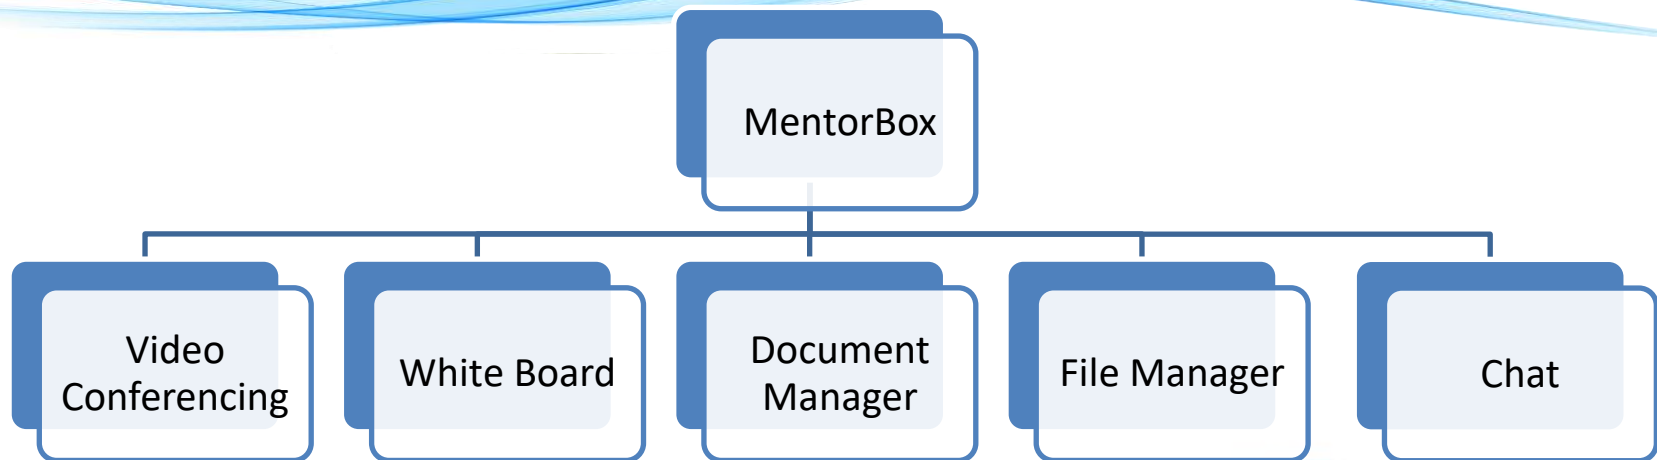 MentorBox
Video
Conferencing
White Board
Document
Manager
File Manager
Chat